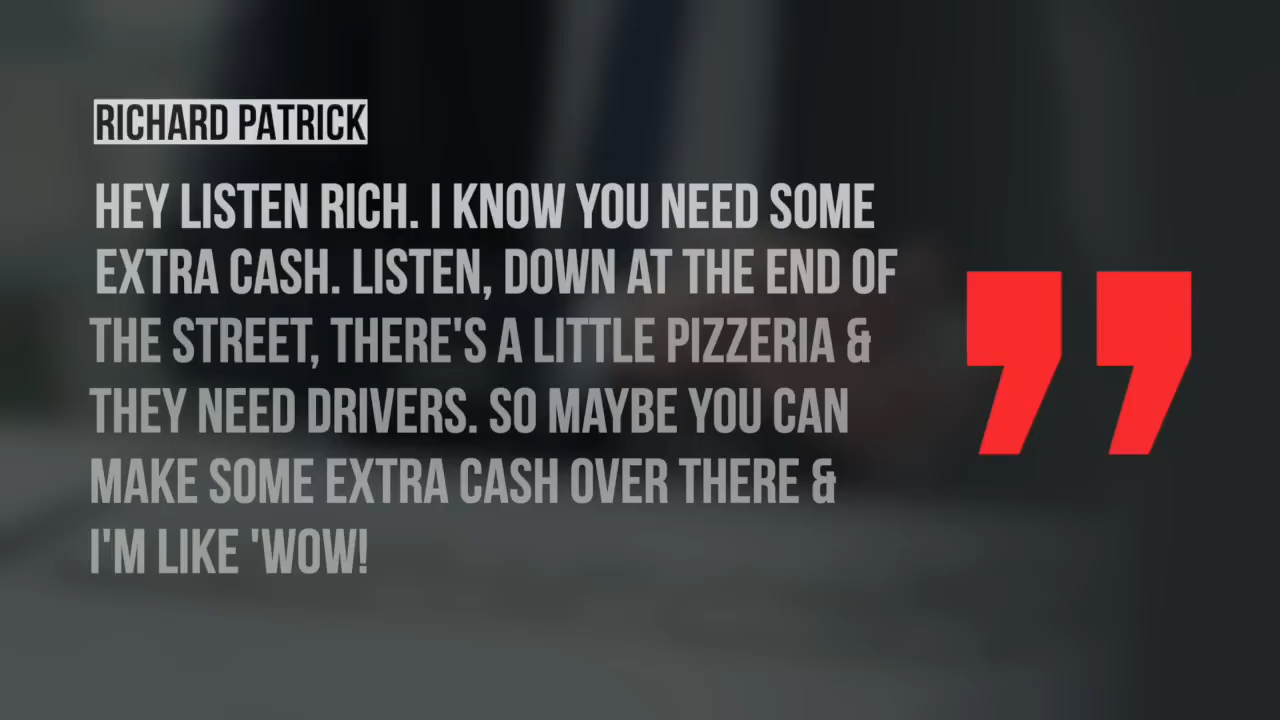 RICHARD PATRICK
HEY LISTEN RICH. I KNOW YOU NEED SOME
EXTRA CASH. LISTEN, DOWN AT THE END OF
THE STREET, THERE'S A LITTLE PIZZERIA &
THEY NEED DRIVERS. SO MAYBE YOU CAN
MAKE SOME EXTRA CASH OVER THERE &
I'M LIKE 'WOW!
”